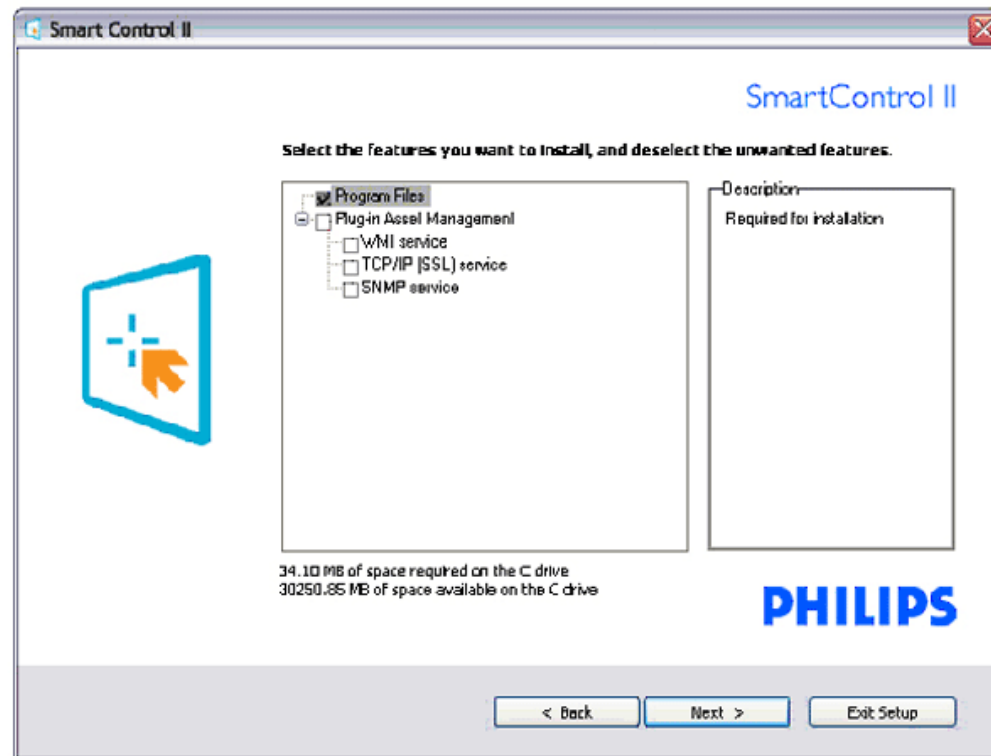 Smart Control II
SmartControl II
Select the features you want to install, and deselect the unwanted features.
Program Files
Plug-in Asset Management
WMI service
TCP/IP (SSL) service
SNMP service
Description
Required for installation
34.10 MB of space required on the C drive
30250.85 MB of space available on the C drive
PHILIPS
< Back
Next >
Exit Setup